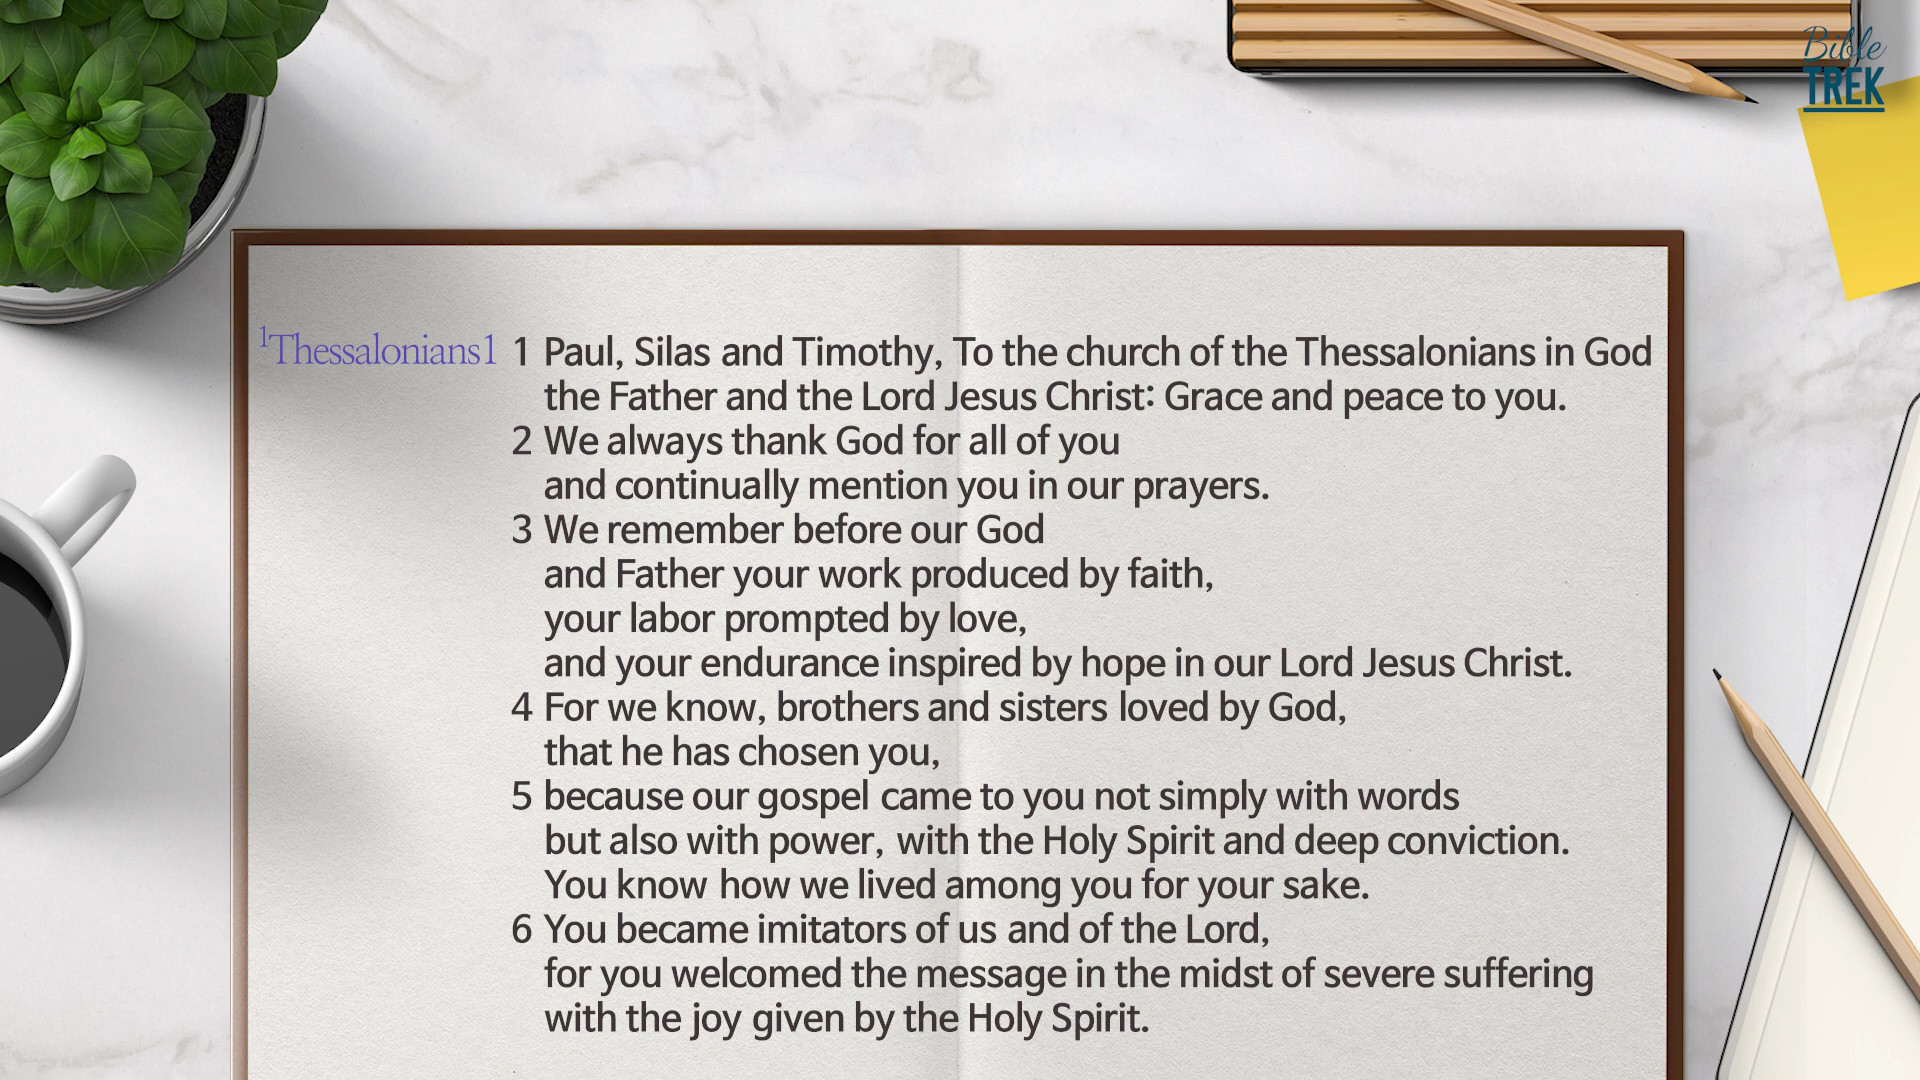 Bible
TREK
1Thessalonians1
1 Paul, Silas and Timothy, To the church of the Thessalonians in God
the Father and the Lord Jesus Christ: Grace and peace to you.
2 We always thank God for all of you
and continually mention you in our prayers.
3 We remember before our God
and Father your work produced by faith,
your labor prompted by love,
and your endurance inspired by hope in our Lord Jesus Christ.
4 For we know, brothers and sisters loved by God,
that he has chosen you,
5 because our gospel came to you not simply with words
but also with power, with the Holy Spirit and deep conviction.
You know how we lived among you for your sake.
6 You became imitators of us and of the Lord,
for you welcomed the message in the midst of severe suffering
with the joy given by the Holy Spirit.